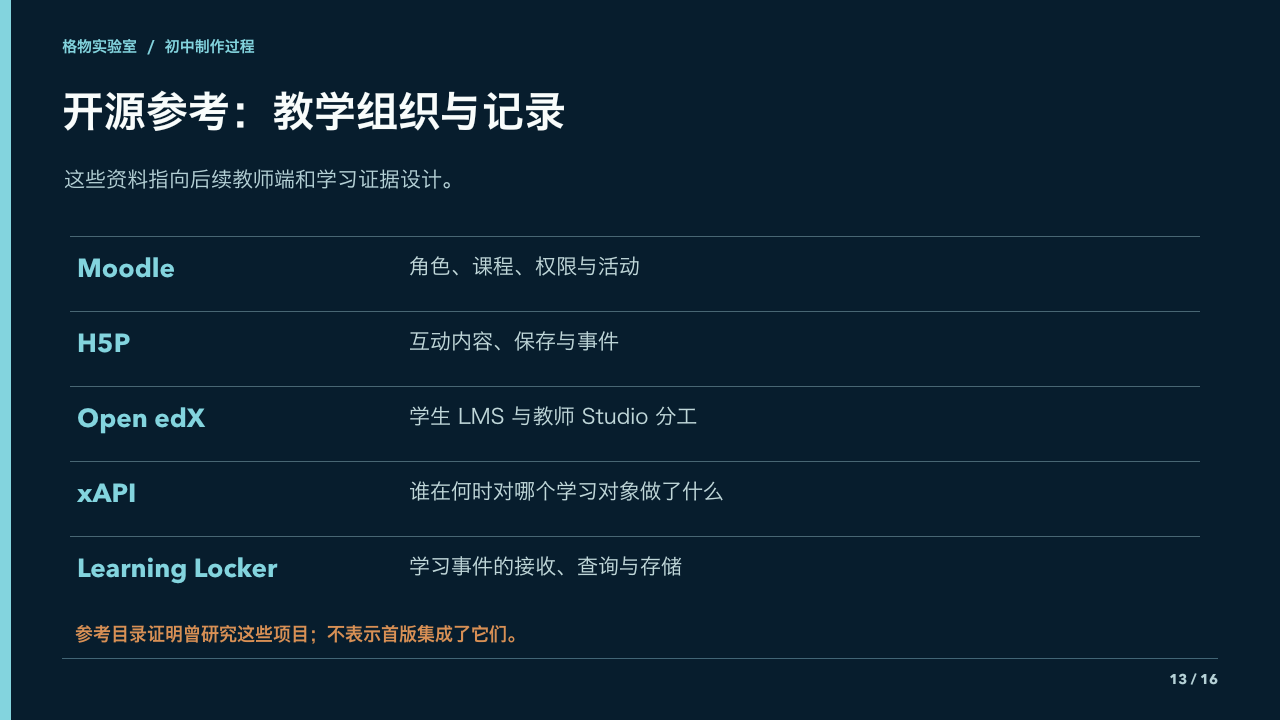 格物实验室 / 初中制作过程
开源参考：教学组织与记录
这些资料指向后续教师端和学习证据设计。
Moodle 角色、课程、权限与活动
H5P 互动内容、保存与事件
Open edX 学生 LMS 与教师 Studio 分工
xAPI 谁在何时对哪个学习对象做了什么
Learning Locker 学习事件的接收、查询与存储
参考目录证明曾研究这些项目；不表示首版集成了它们。
13 / 16